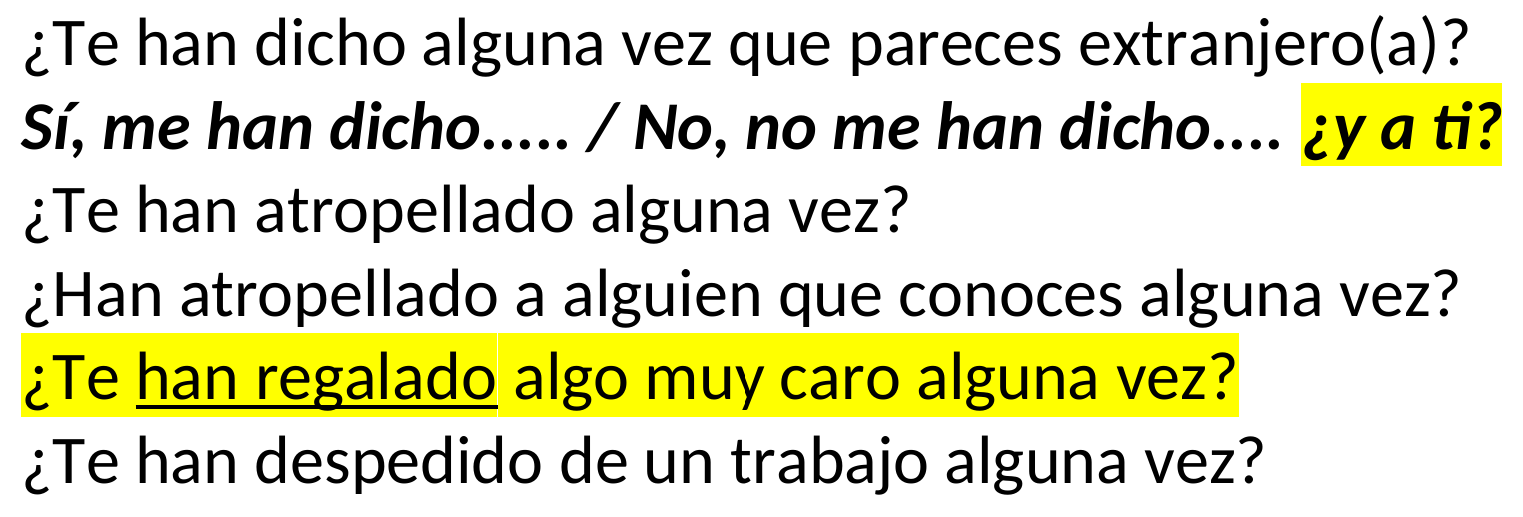 ¿Te han dicho alguna vez que pareces extranjero(a)?
Sí, me han dicho..... / No, no me han dicho.... ¿y a ti?
¿Te han atropellado alguna vez?
¿Han atropellado a alguien que conoces alguna vez?
¿Te han regalado algo muy caro alguna vez?
¿Te han despedido de un trabajo alguna vez?